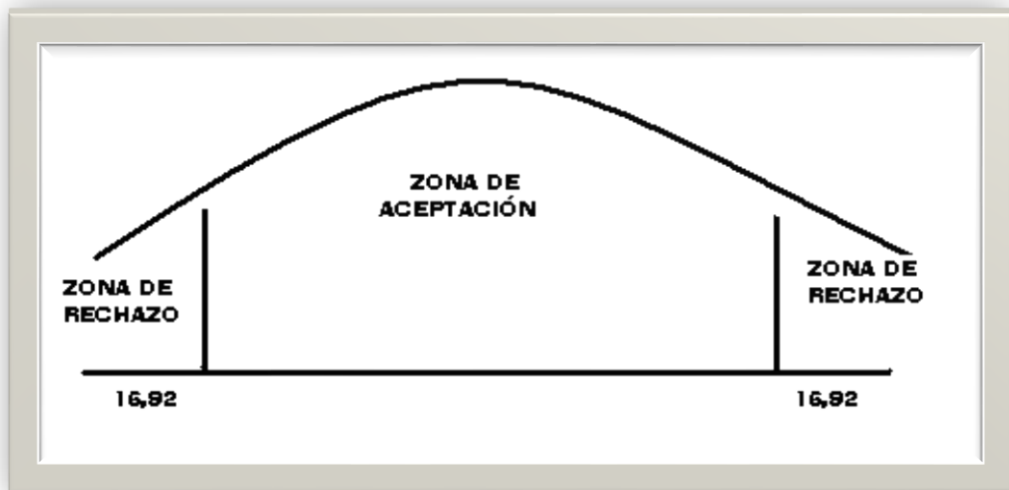 ZONA DE
ACEPTACIÓN
ZONA DE
RECHAZO
ZONA DE
RECHAZO
16,92
16,92